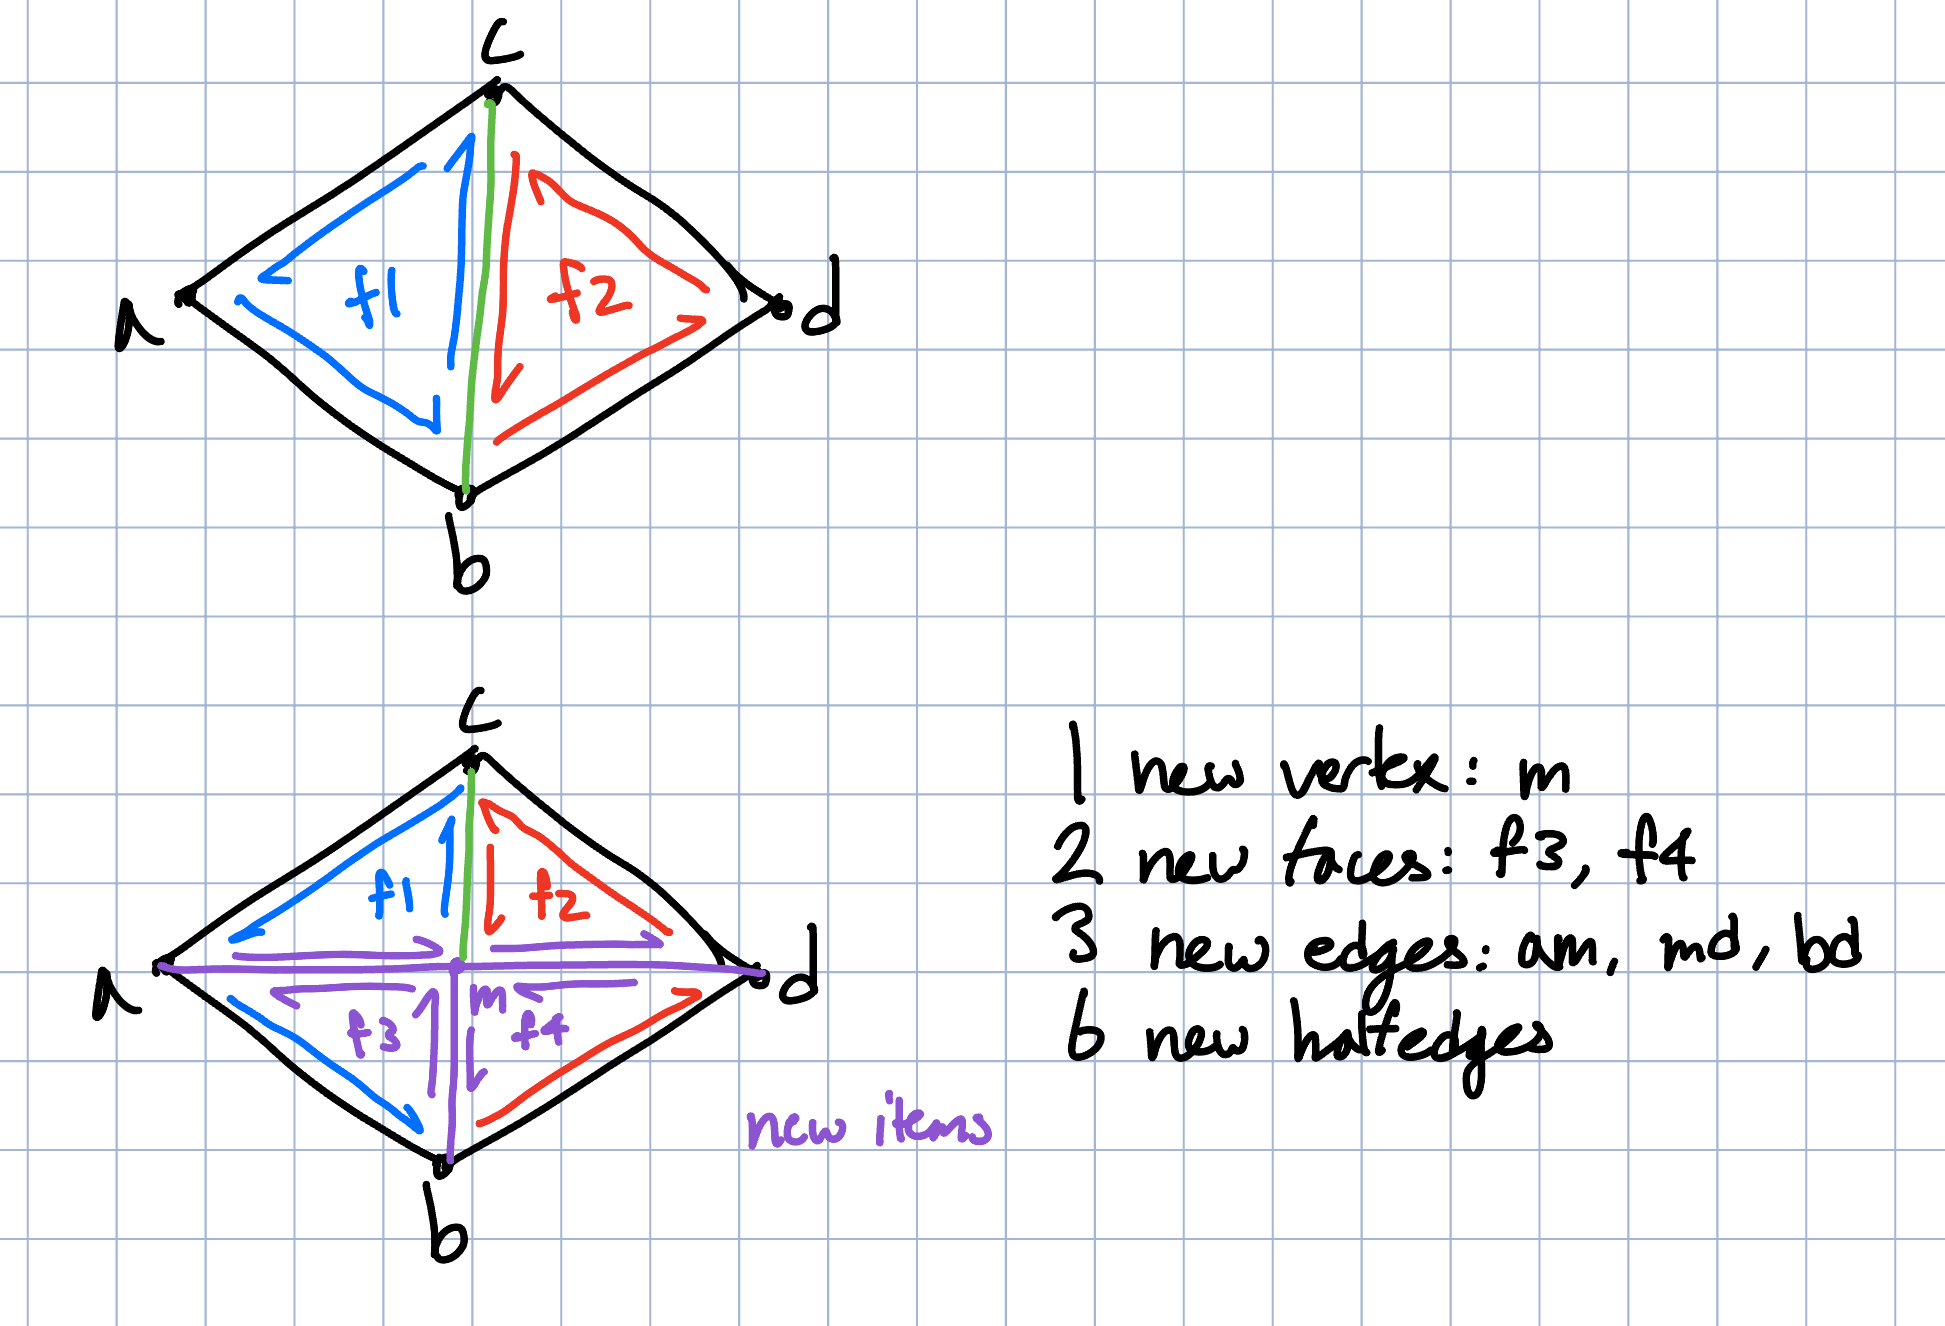 c
f1 f2
a d
b
c
f1 f2
a d
m
f3 f4
b
new items
1 new vertex: m
2 new faces: f3, f4
3 new edges: am, md, bd
6 new halfedges